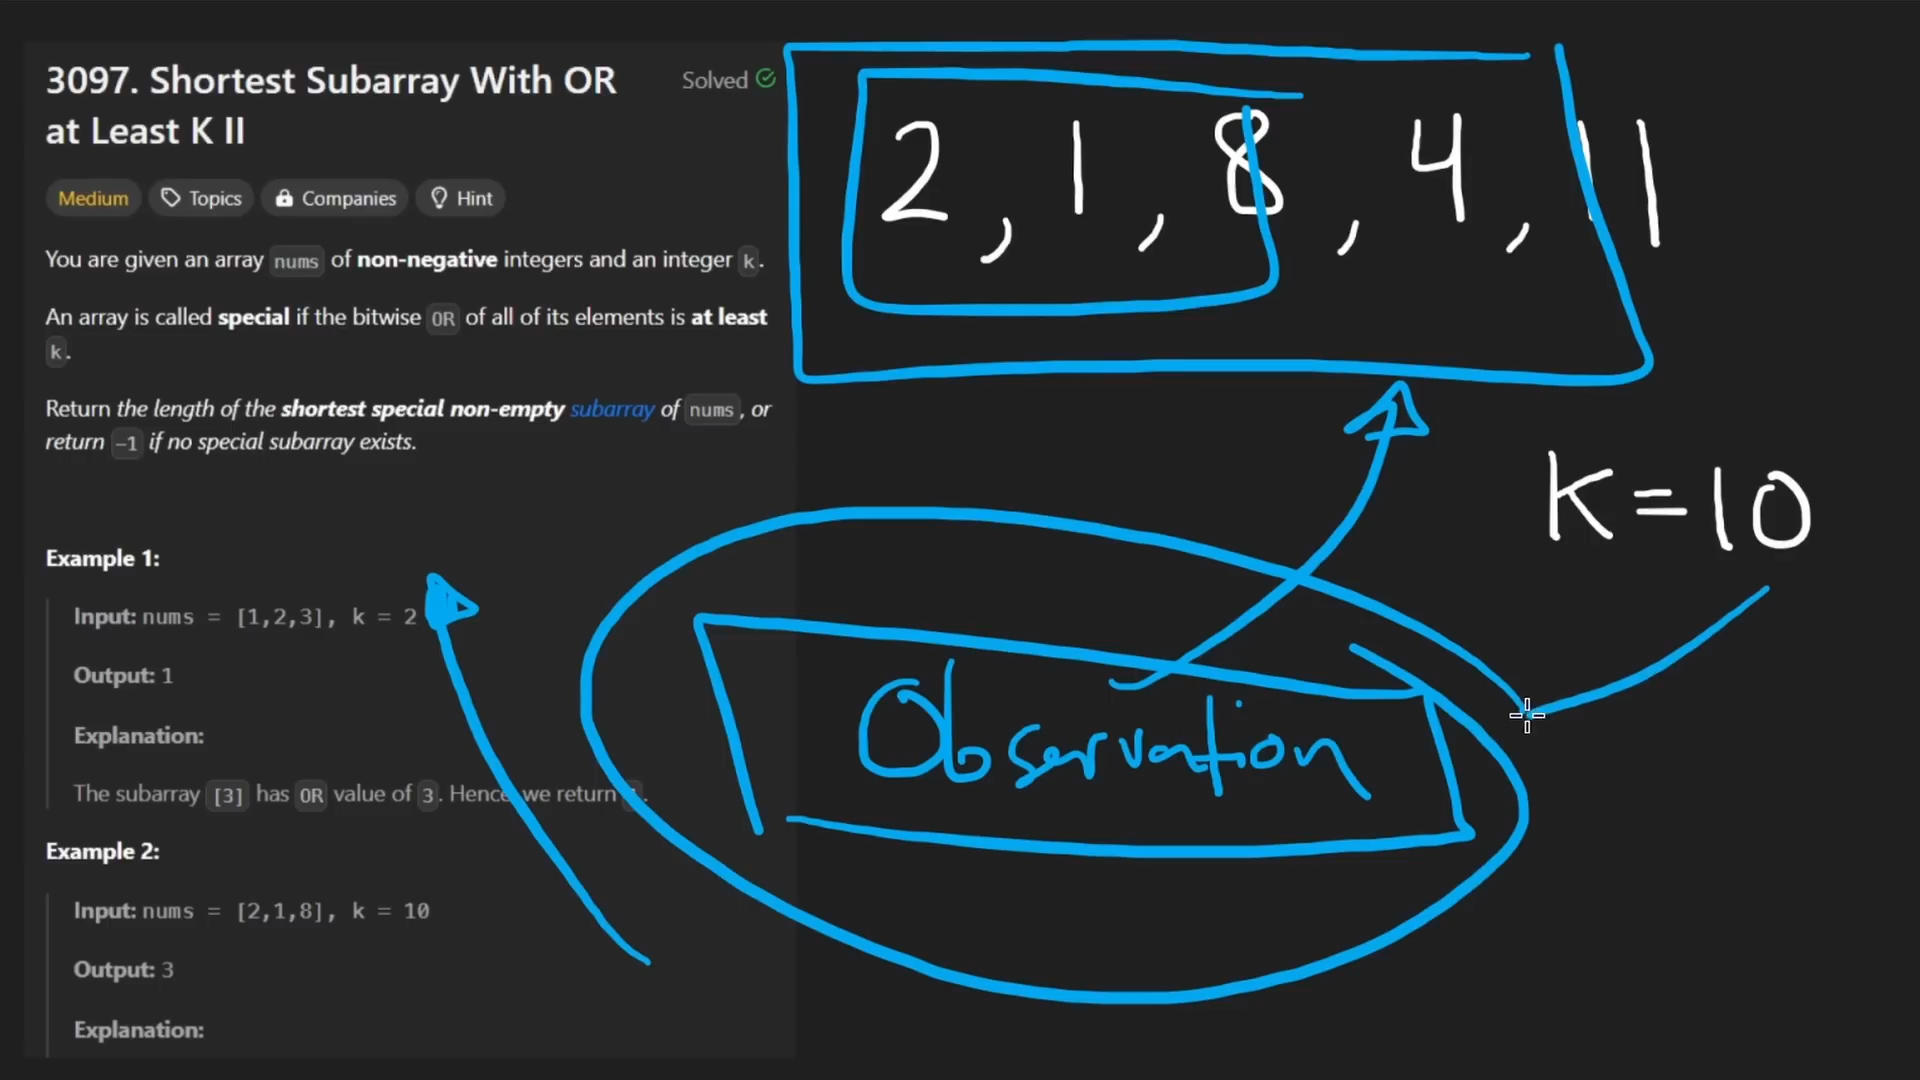 3097. Shortest Subarray With OR
at Least K II
Solved
Medium Topics Companies Hint
You are given an array nums of non-negative integers and an integer k.
An array is called special if the bitwise OR of all of its elements is at least
k.
Return the length of the shortest special non-empty subarray of nums, or
return -1 if no special subarray exists.
Example 1:
Input: nums = [1,2,3], k = 2
Output: 1
Explanation:
The subarray [3] has OR value of 3. Hence, we return .
Example 2:
Input: nums = [2,1,8], k = 10
Output: 3
Explanation:
2, 1, 8, 4, 11
K=10
Observation